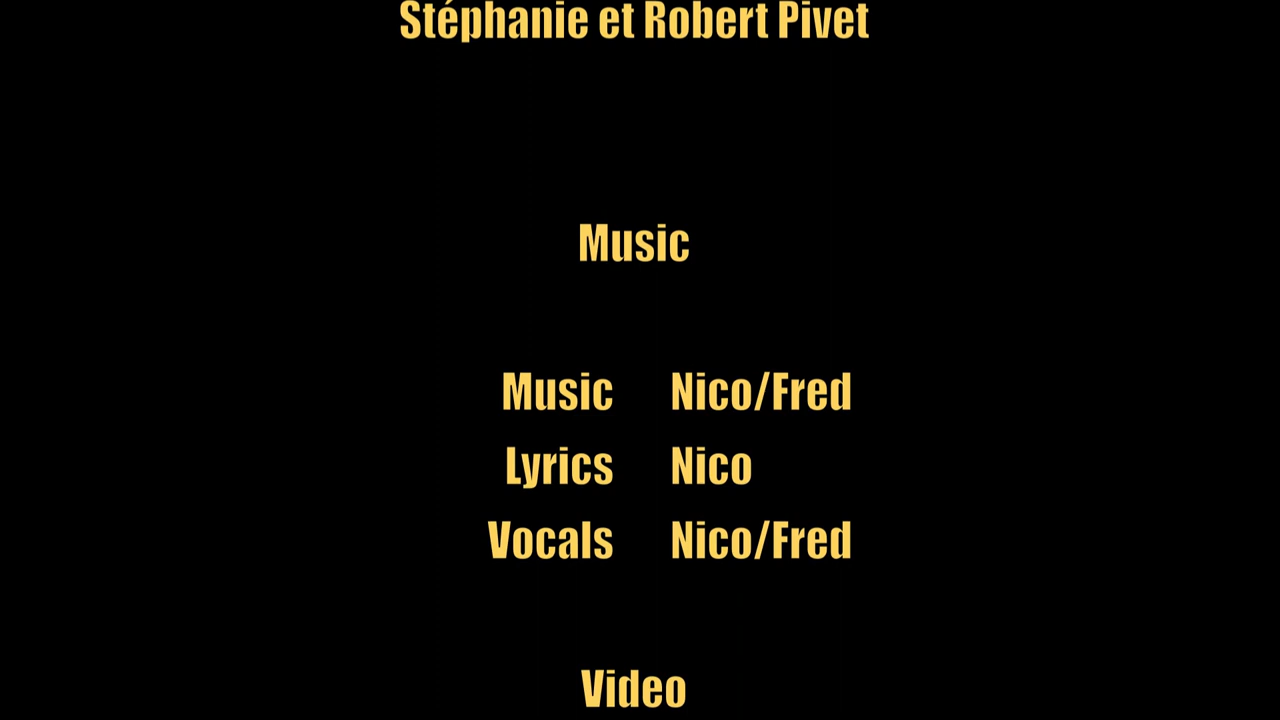 Stéphanie et Robert Pivet
Music
Music Nico/Fred
Lyrics Nico
Vocals Nico/Fred
Video